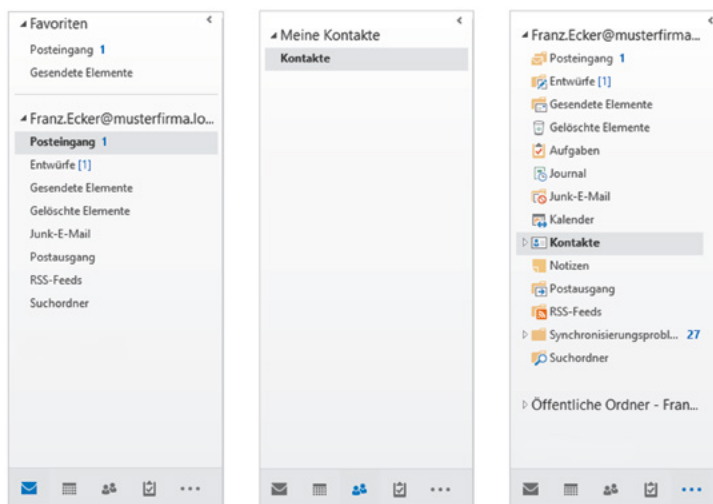 Favoriten
Posteingang 1
Gesendete Elemente
Franz.Ecker@musterfirma.lo...
Posteingang 1
Entwürfe [1]
Gesendete Elemente
Gelöschte Elemente
Junk-E-Mail
Postausgang
RSS-Feeds
Suchordner
Meine Kontakte
Kontakte
Franz.Ecker@musterfirma...
Posteingang 1
Entwürfe [1]
Gesendete Elemente
Gelöschte Elemente
Aufgaben
Journal
Junk-E-Mail
Kalender
Kontakte
Notizen
Postausgang
RSS-Feeds
Synchronisierungsprobl... 27
Suchordner
Öffentliche Ordner - Fran...